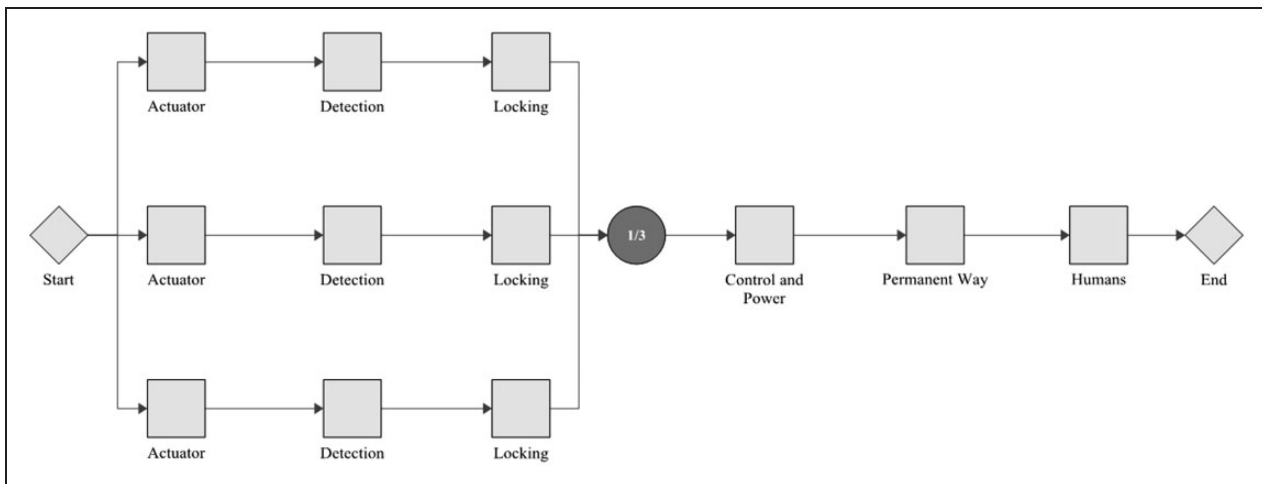 Actuator
Detection
Locking
Start
Actuator
Detection
Locking
1/3
Control and
Power
Permanent Way
Humans
End
Actuator
Detection
Locking